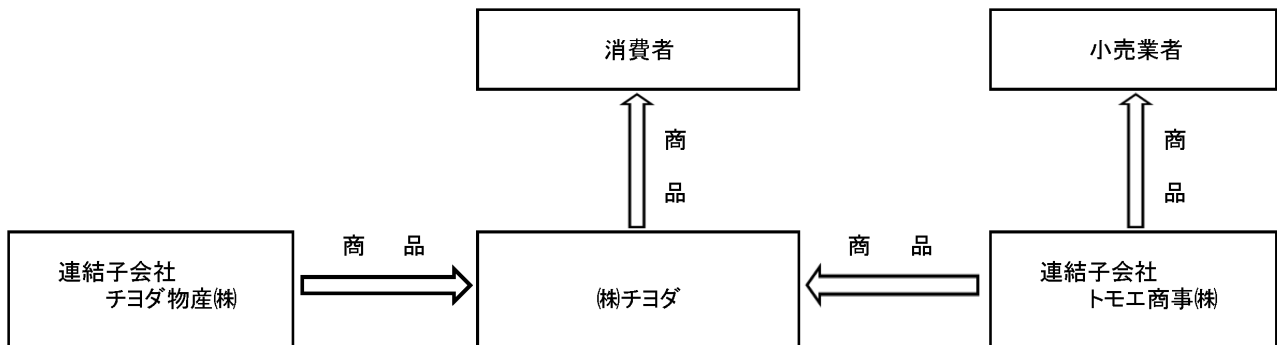 消費者
小売業者
商
品
商
品
連結子会社
チヨダ物産㈱
商 品
㈱チヨダ
商 品
連結子会社
トモエ商事㈱